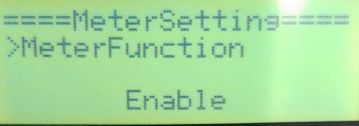 ====MeterSetting====
>MeterFunction
Enable